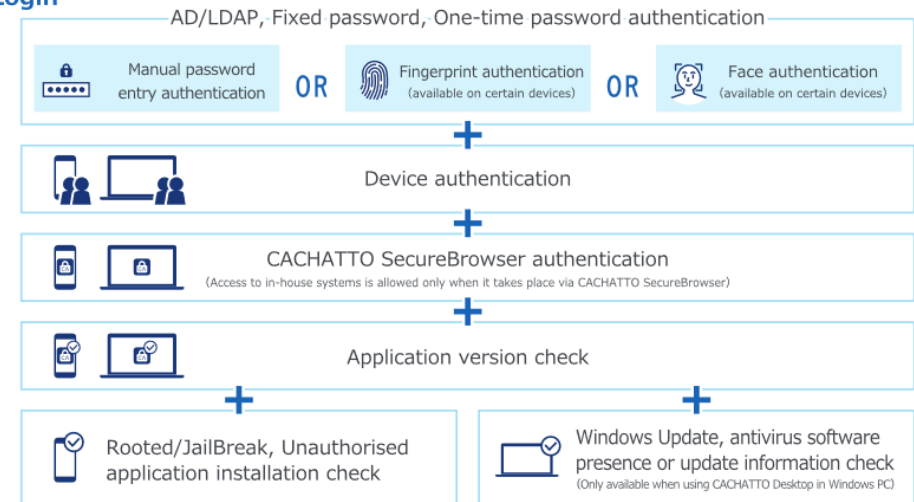 Login
AD/LDAP, Fixed password, One-time password authentication
Manual password
entry authentication
OR
Fingerprint authentication
(available on certain devices)
OR
Face authentication
(available on certain devices)
+
Device authentication
+
CACHATTO SecureBrowser authentication
(Access to in-house systems is allowed only when it takes place via CACHATTO SecureBrowser)
+
Application version check
+
+
Rooted/JailBreak, Unauthorised
application installation check
Windows Update, antivirus software
presence or update information check
(Only available when using CACHATTO Desktop in Windows PC)